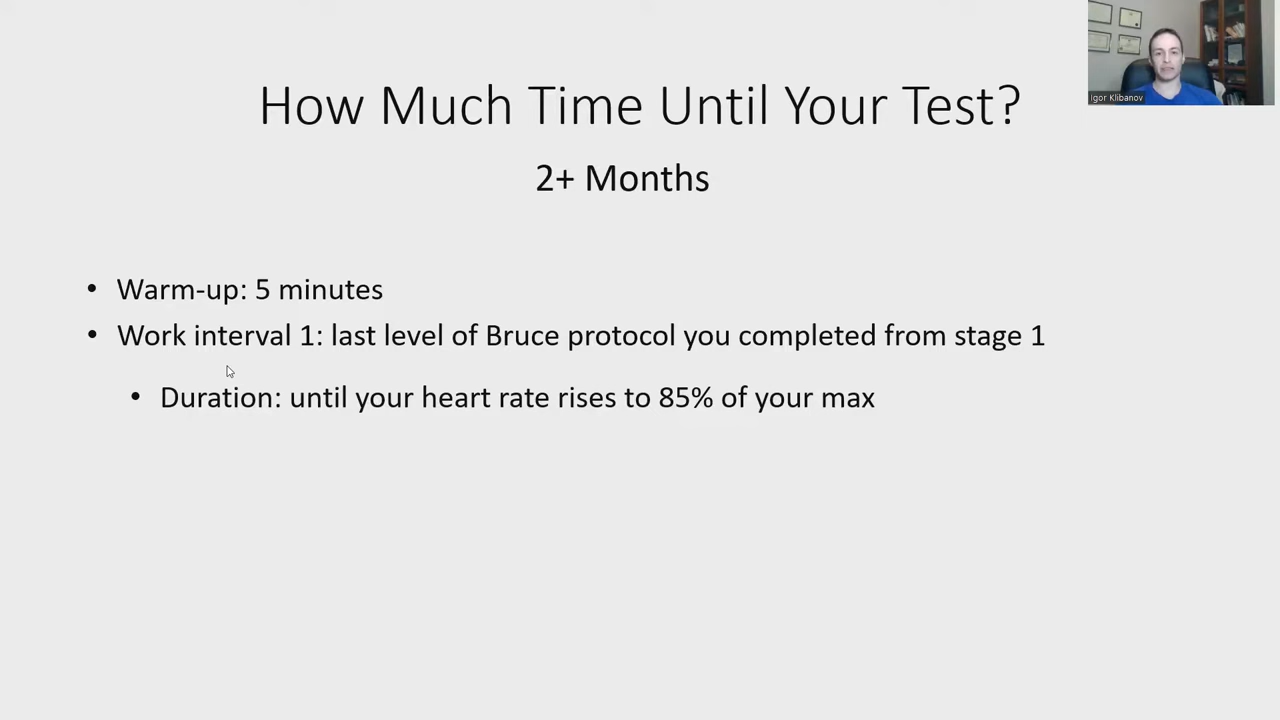 Igor Klibanov
How Much Time Until Your Test?
2+ Months
• Warm-up: 5 minutes
• Work interval 1: last level of Bruce protocol you completed from stage 1
• Duration: until your heart rate rises to 85% of your max